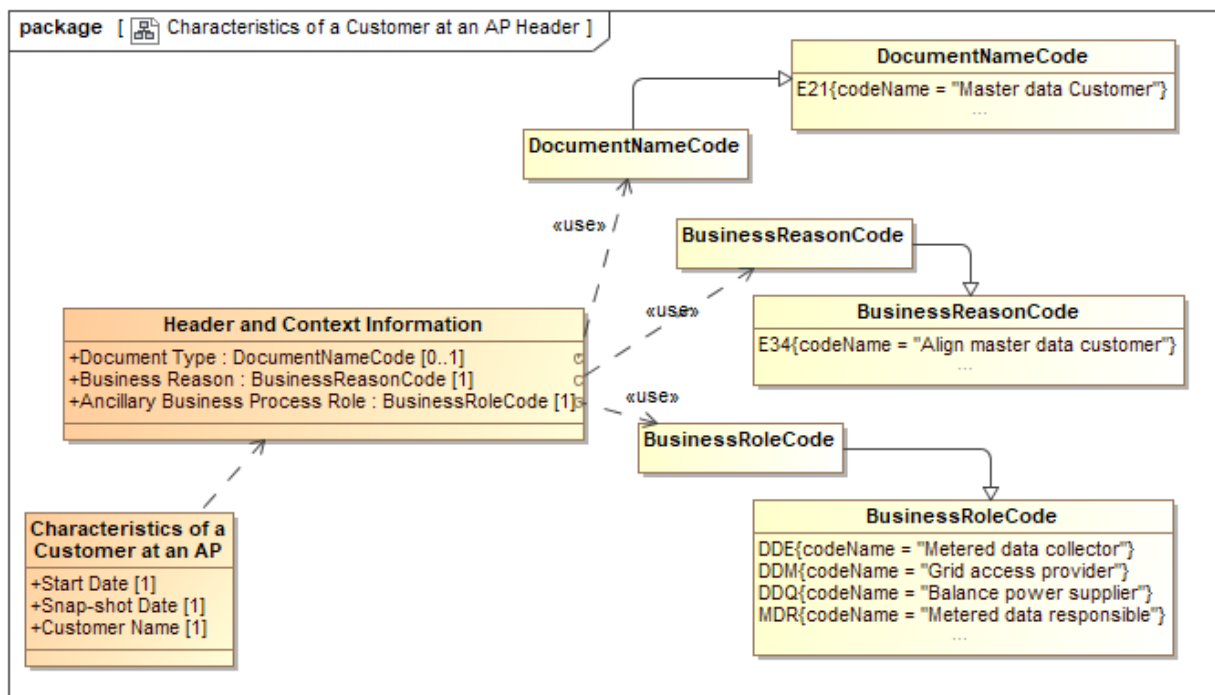 package [ Characteristics of a Customer at an AP Header ]
DocumentNameCode
E21{codeName = "Master data Customer"}
...
DocumentNameCode
«use»
BusinessReasonCode
«use»
BusinessReasonCode
E34{codeName = "Align master data customer"}
...
Header and Context Information
+Document Type : DocumentNameCode [0..1]
+Business Reason : BusinessReasonCode [1]
+Ancillary Business Process Role : BusinessRoleCode [1]
«use»
BusinessRoleCode
BusinessRoleCode
DDE{codeName = "Metered data collector"}
DDM{codeName = "Grid access provider"}
DDQ{codeName = "Balance power supplier"}
MDR{codeName = "Metered data responsible"}
...
Characteristics of a
Customer at an AP
+Start Date [1]
+Snap-shot Date [1]
+Customer Name [1]